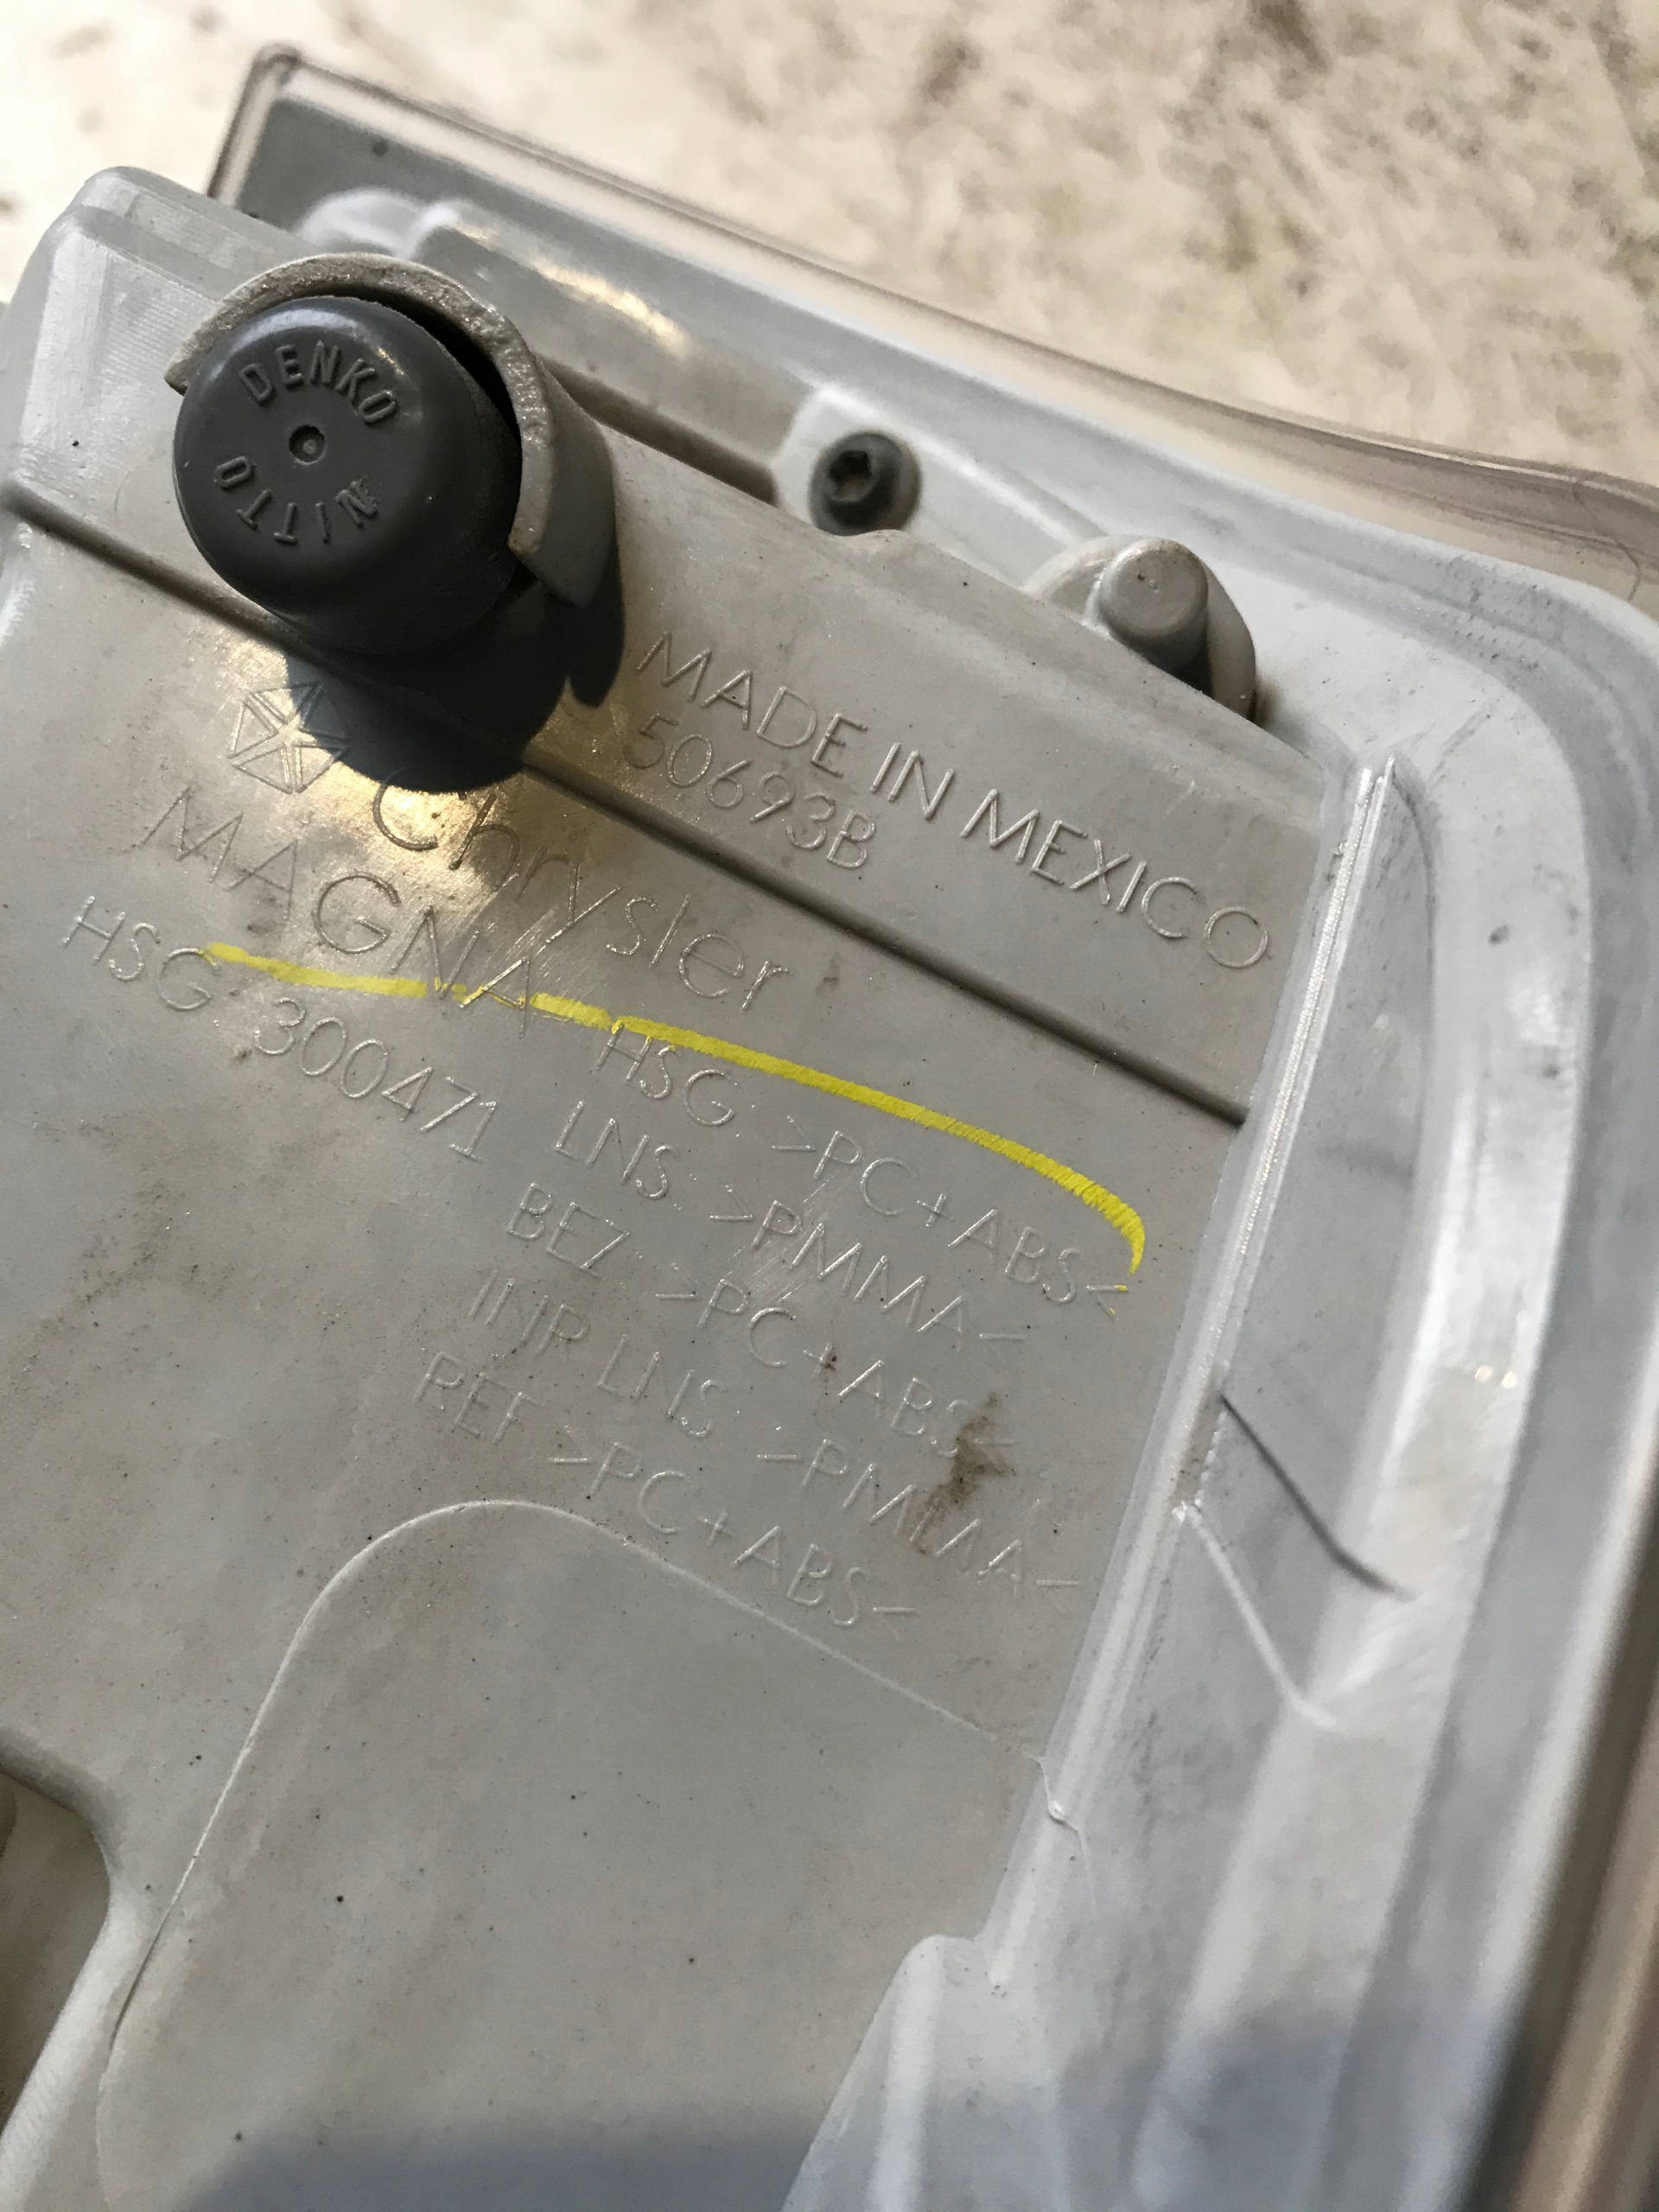 DENKO
NITTO
MADE IN MEXICO
50693B
Chrysler
MAGNA
HSG 300471
HSG: >PC+ABS<
LNS: >PMMA<
BEZ: >PC+ABS<
INR LNS: >PMMA<
REF >PC+ABS<